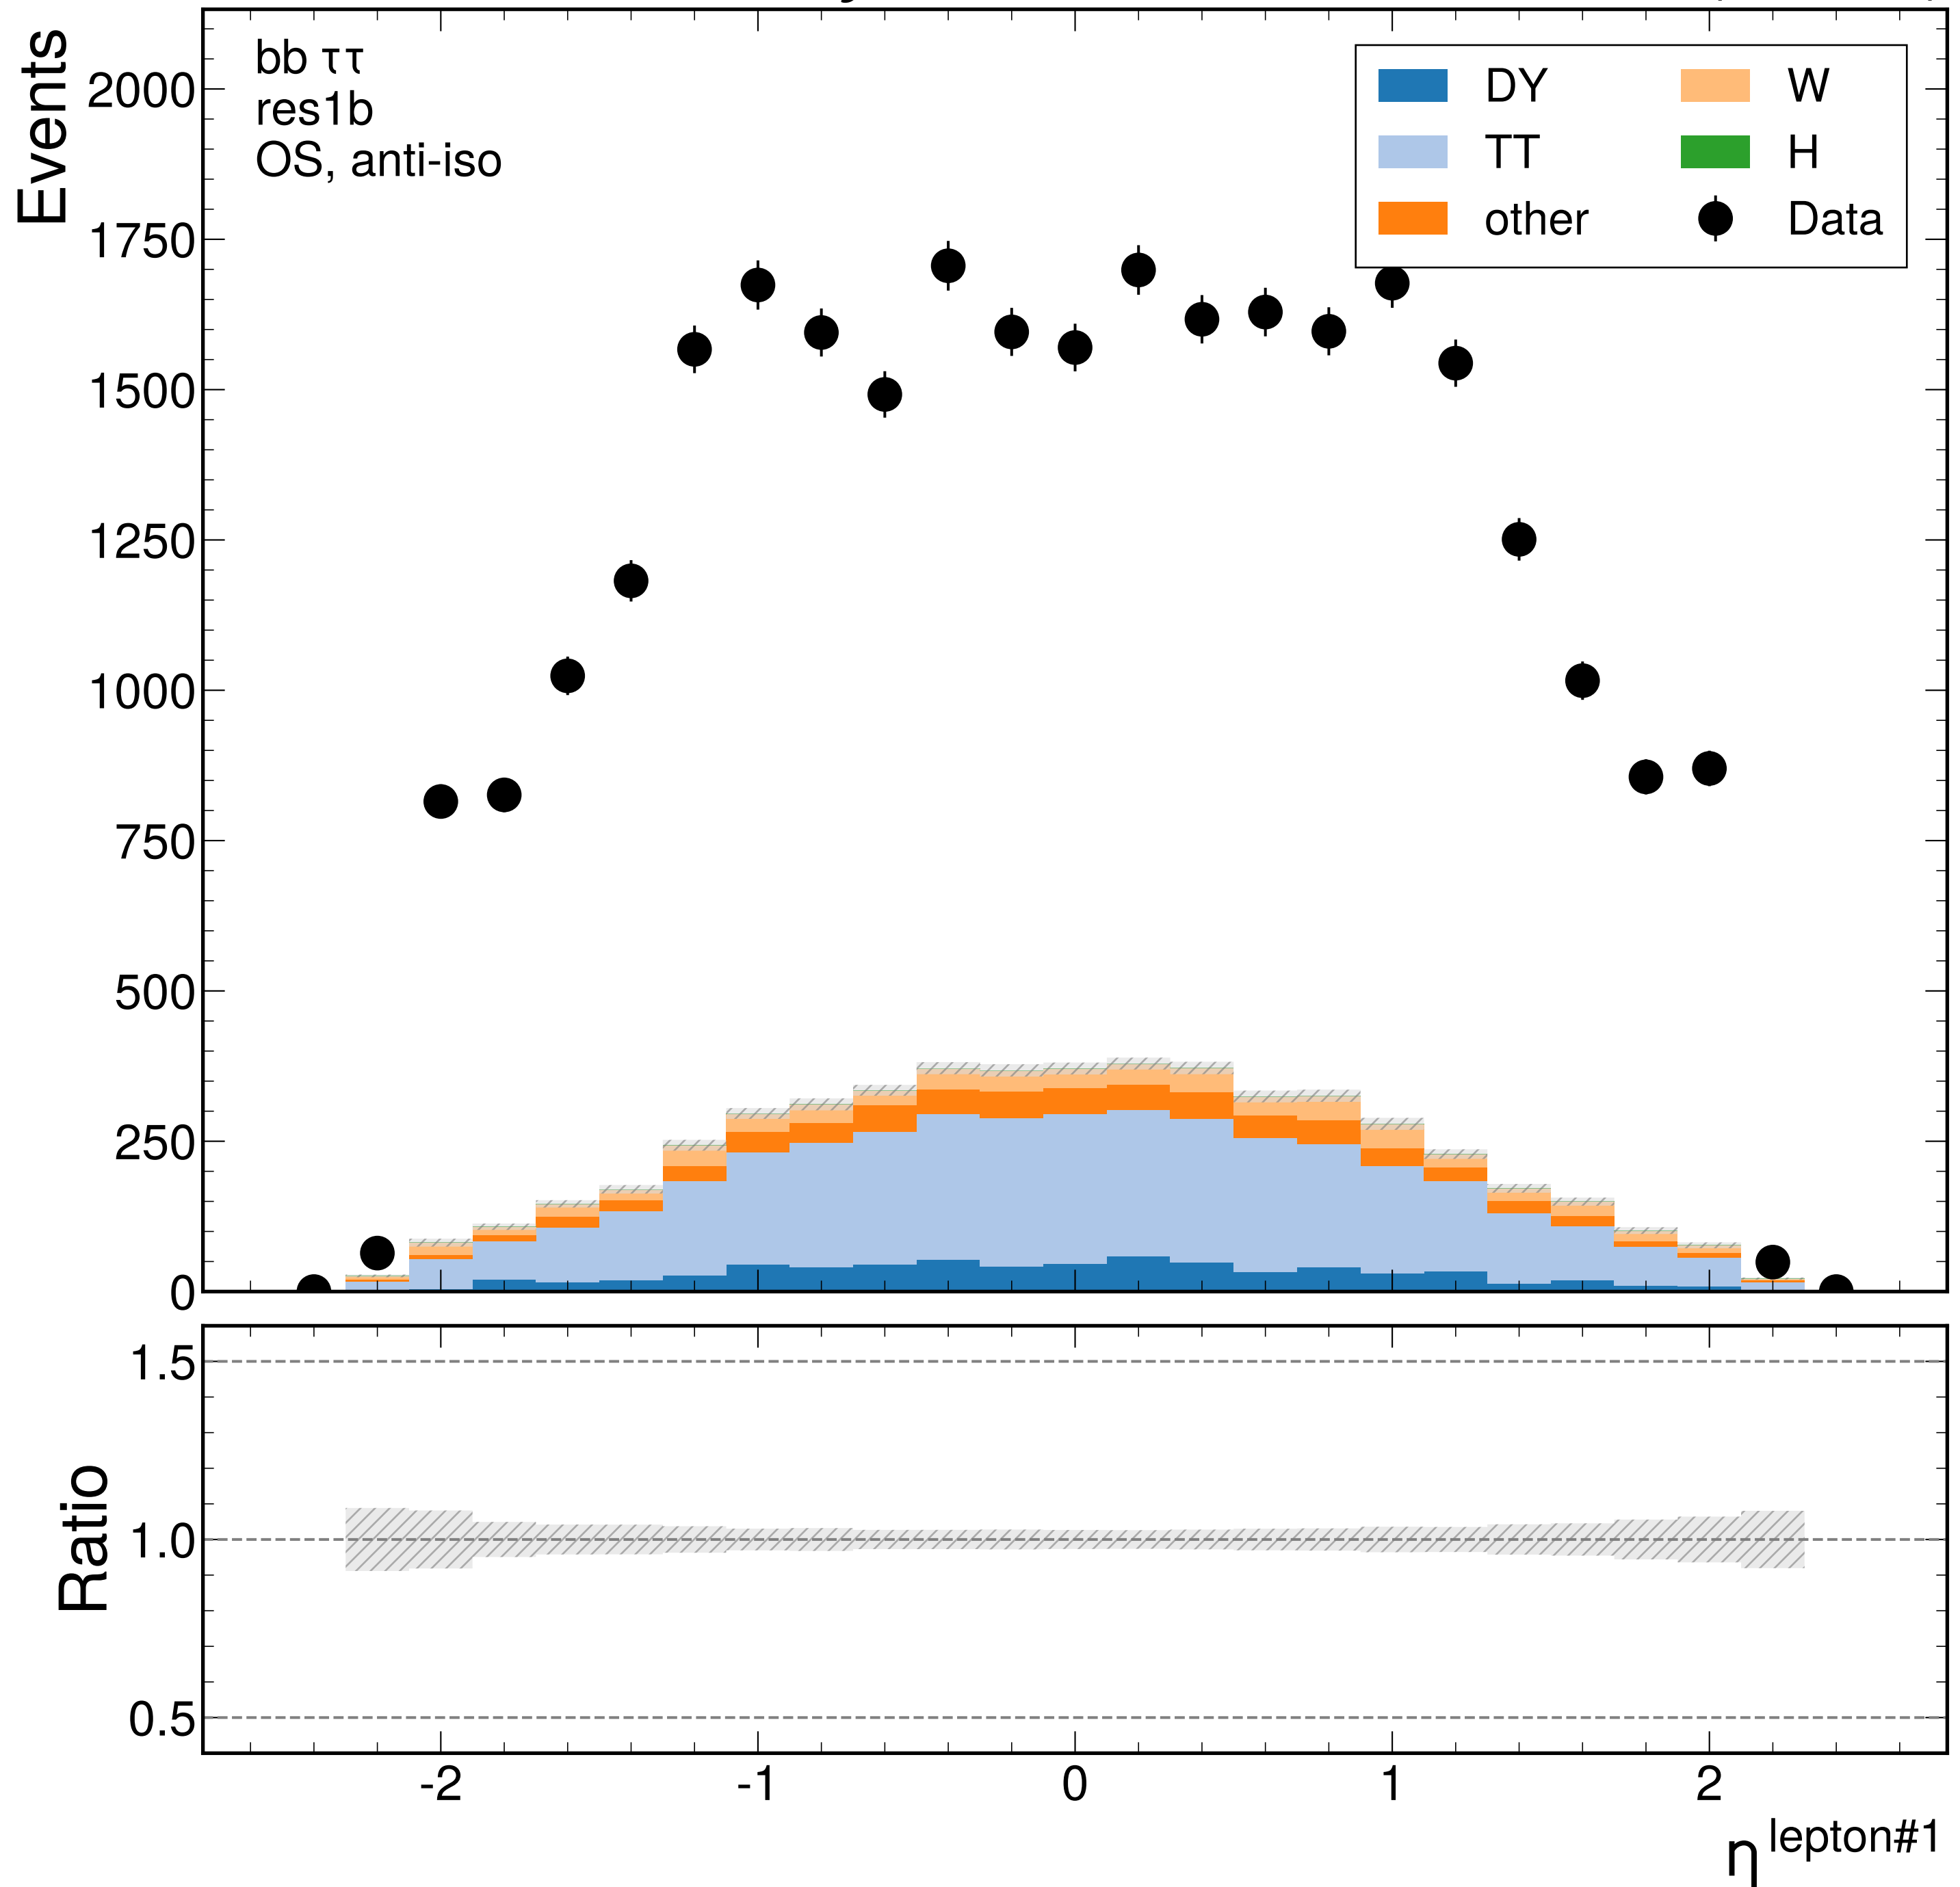 Events
2000
1750
1500
1250
1000
750
500
250
0
bb ττ
res1b
OS, anti-iso
DY
TT
other
W
H
Data
Ratio
1.5
1.0
0.5
-2 -1 0 1 2
η lepton#1